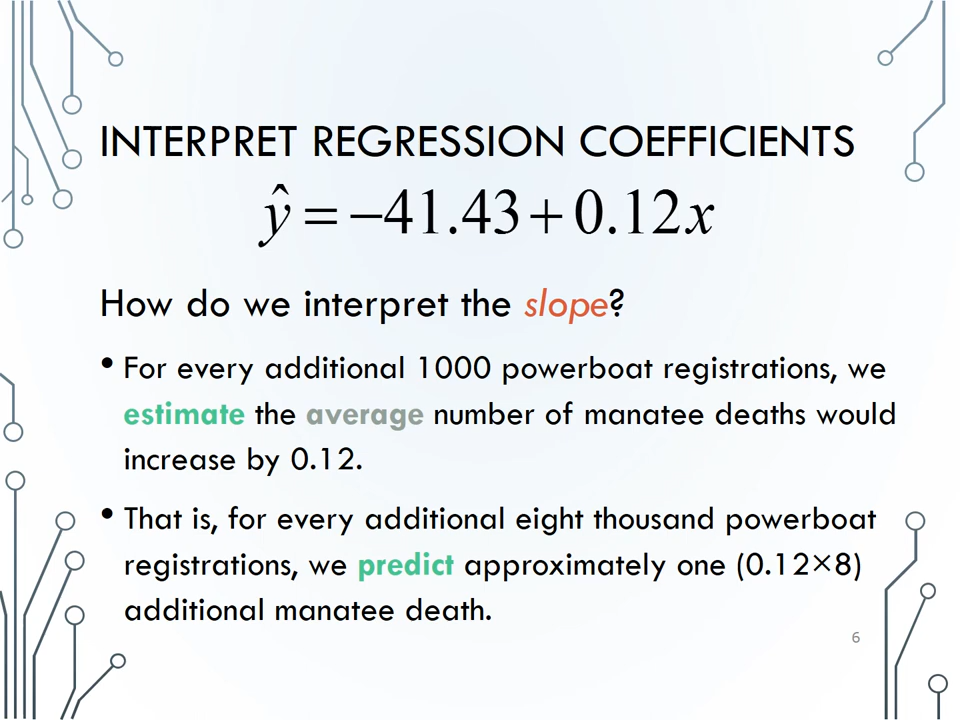 INTERPRET REGRESSION COEFFICIENTS
ŷ = −41.43 + 0.12x
How do we interpret the slope?
• For every additional 1000 powerboat registrations, we
estimate the average number of manatee deaths would
increase by 0.12.
• That is, for every additional eight thousand powerboat
registrations, we predict approximately one (0.12×8)
additional manatee death.
6